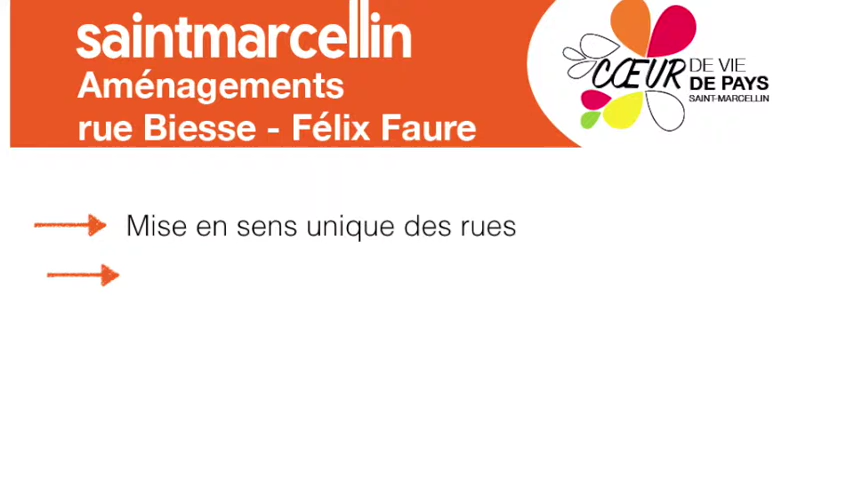 saintmarcellin
Aménagements
rue Biesse - Félix Faure
CŒUR DE VIE
DE PAYS
SAINT-MARCELLIN
Mise en sens unique des rues